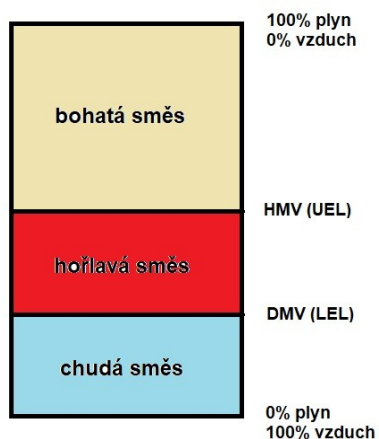 100% plyn
0% vzduch
bohatá směs
HMV (UEL)
hořlavá směs
DMV (LEL)
chudá směs
0% plyn
100% vzduch